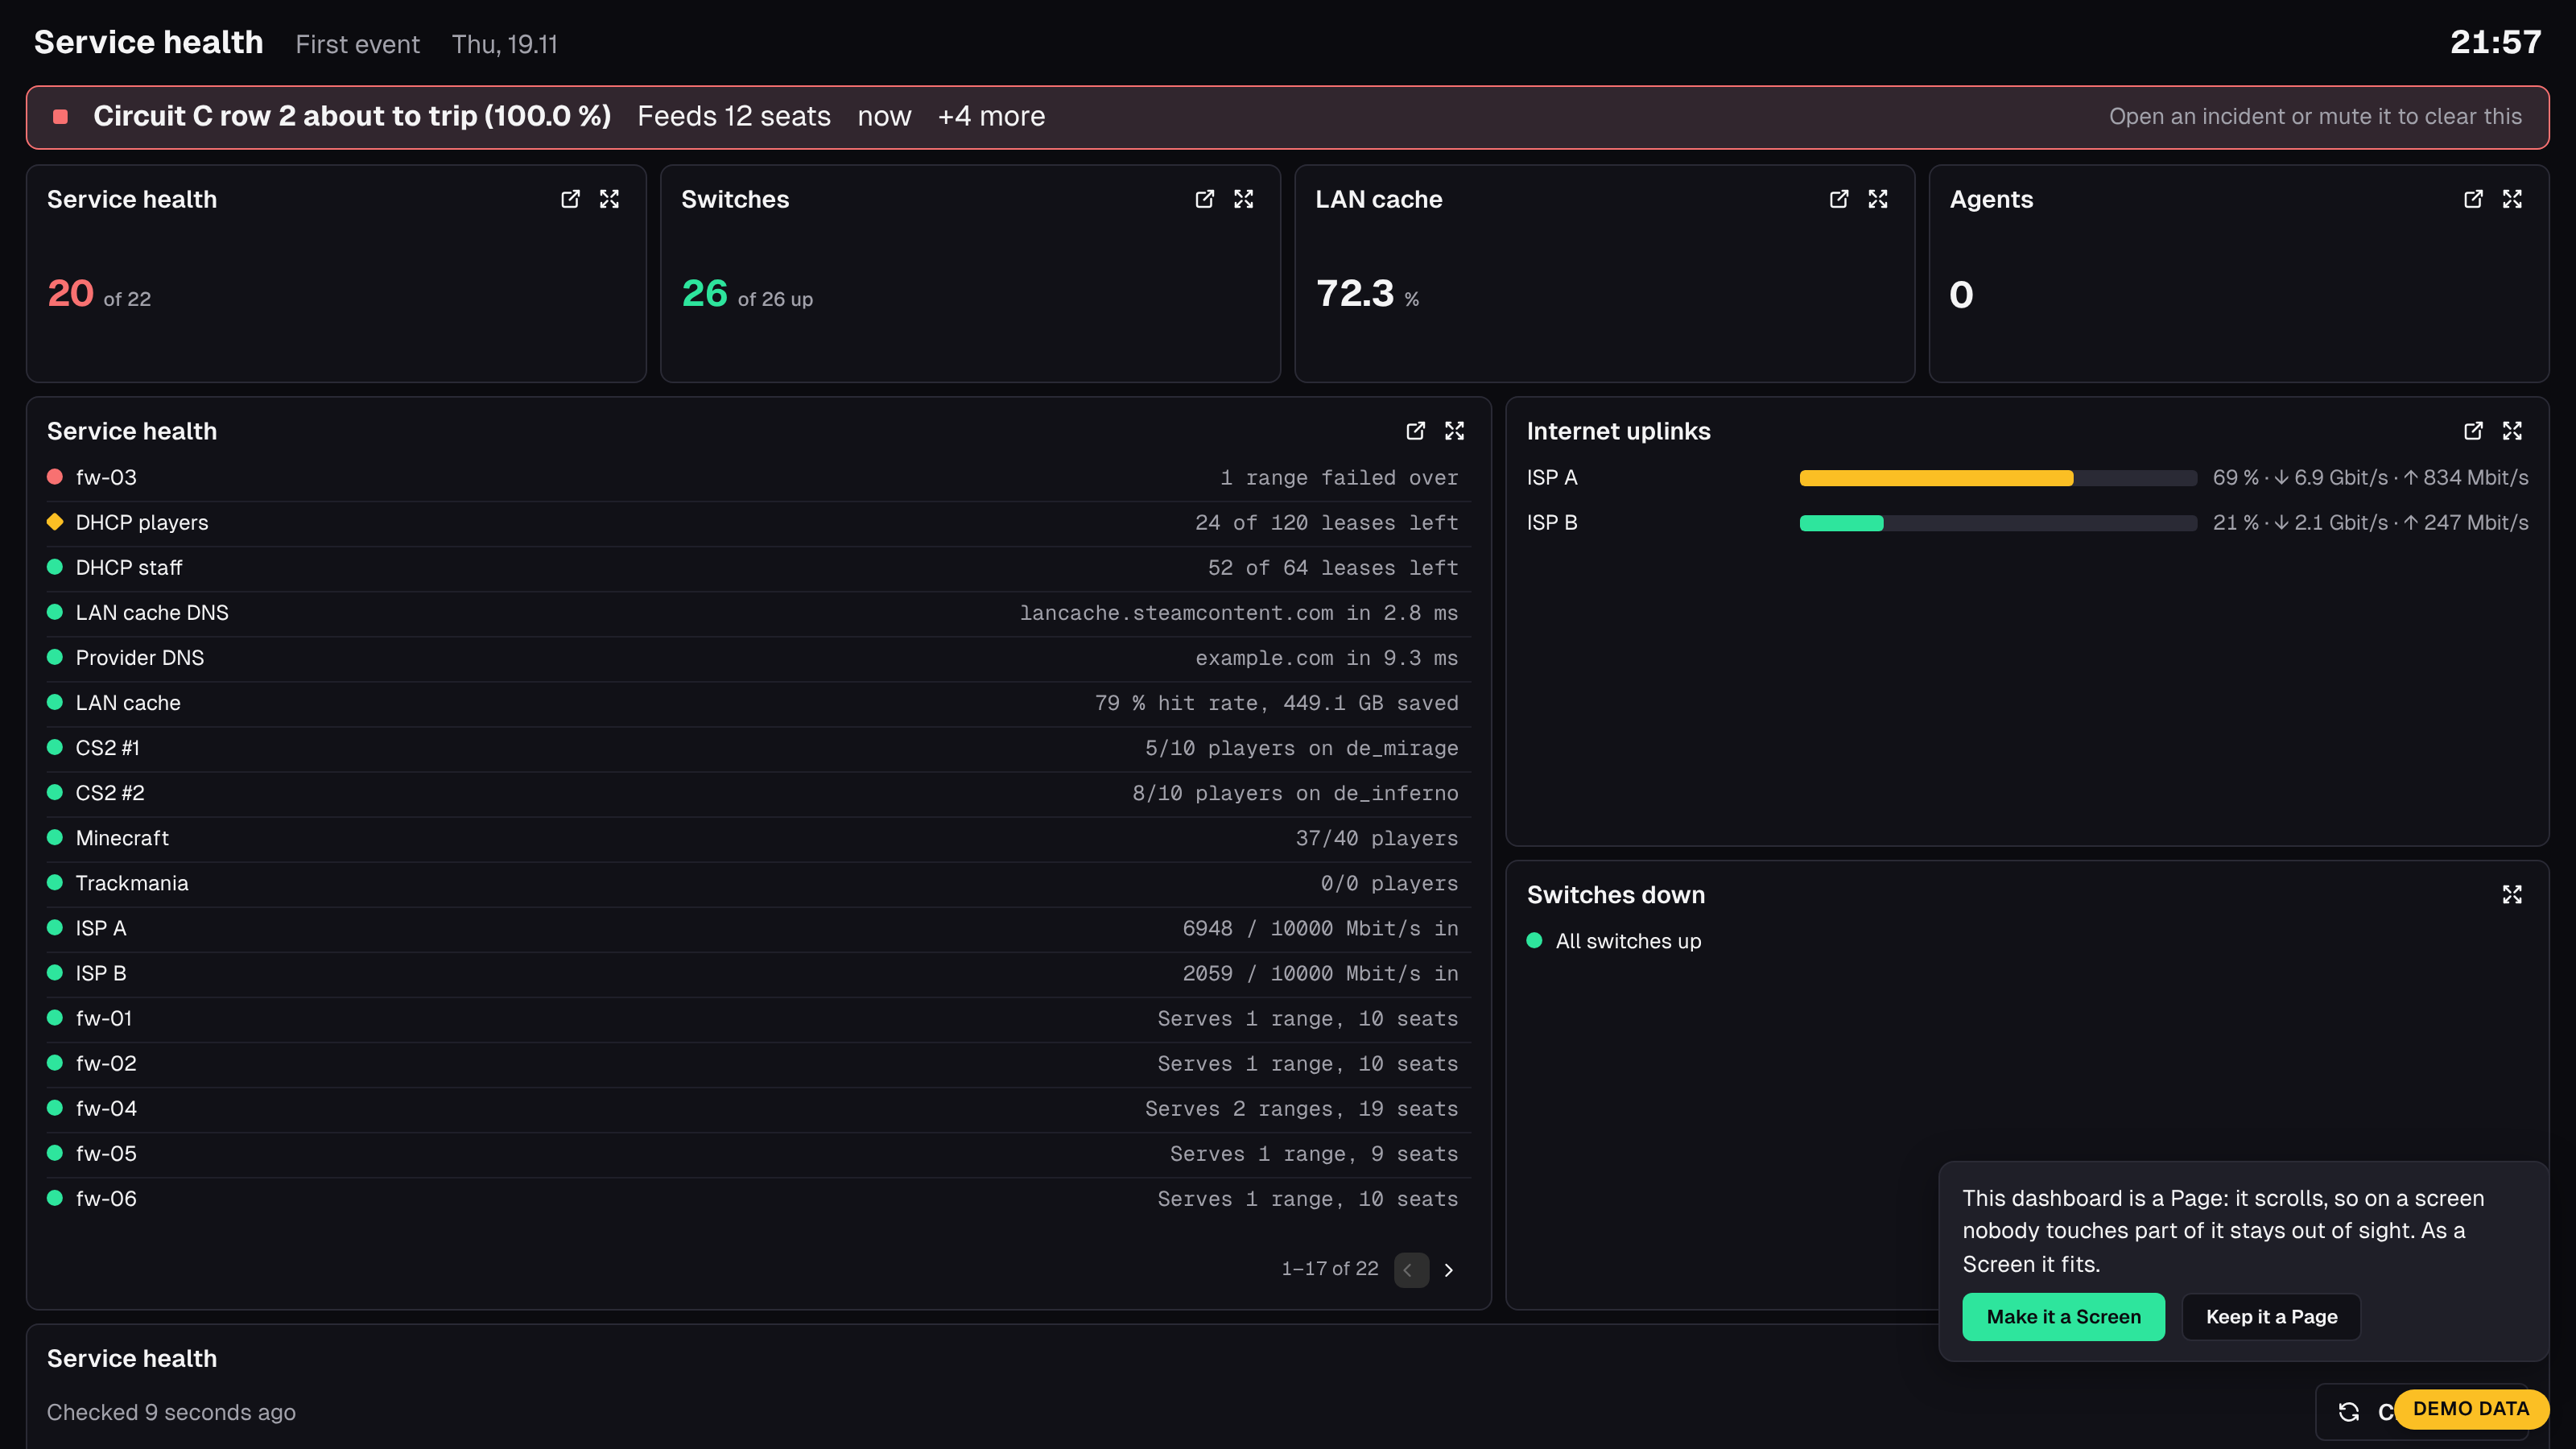 Service health First event Thu, 19.11 21:57
Circuit C row 2 about to trip (100.0 %) Feeds 12 seats now +4 more Open an incident or mute it to clear this
Service health
20 of 22
Switches
26 of 26 up
LAN cache
72.3 %
Agents
0
Service health
fw-03 1 range failed over
DHCP players 24 of 120 leases left
DHCP staff 52 of 64 leases left
LAN cache DNS lancache.steamcontent.com in 2.8 ms
Provider DNS example.com in 9.3 ms
LAN cache 79 % hit rate, 449.1 GB saved
CS2 #1 5/10 players on de_mirage
CS2 #2 8/10 players on de_inferno
Minecraft 37/40 players
Trackmania 0/0 players
ISP A 6948 / 10000 Mbit/s in
ISP B 2059 / 10000 Mbit/s in
fw-01 Serves 1 range, 10 seats
fw-02 Serves 1 range, 10 seats
fw-04 Serves 2 ranges, 19 seats
fw-05 Serves 1 range, 9 seats
fw-06 Serves 1 range, 10 seats
1–17 of 22
Internet uplinks
ISP A 69 % · ↓ 6.9 Gbit/s · ↑ 834 Mbit/s
ISP B 21 % · ↓ 2.1 Gbit/s · ↑ 247 Mbit/s
Switches down
All switches up
This dashboard is a Page: it scrolls, so on a screen
nobody touches part of it stays out of sight. As a
Screen it fits.
Make it a Screen Keep it a Page
Service health
Checked 9 seconds ago
DEMO DATA